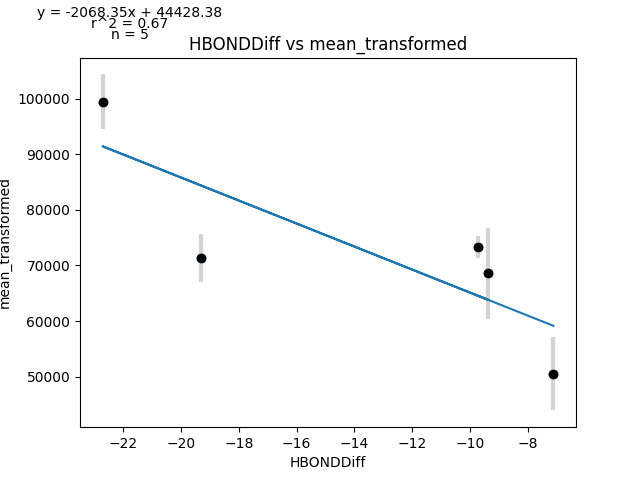 y = -2068.35x + 44428.38
r^2 = 0.67
n = 5
HBONDDiff vs mean_transformed
100000
90000
80000
70000
60000
50000
mean_transformed
−22
−20
−18
−16
−14
−12
−10
−8
HBONDDiff